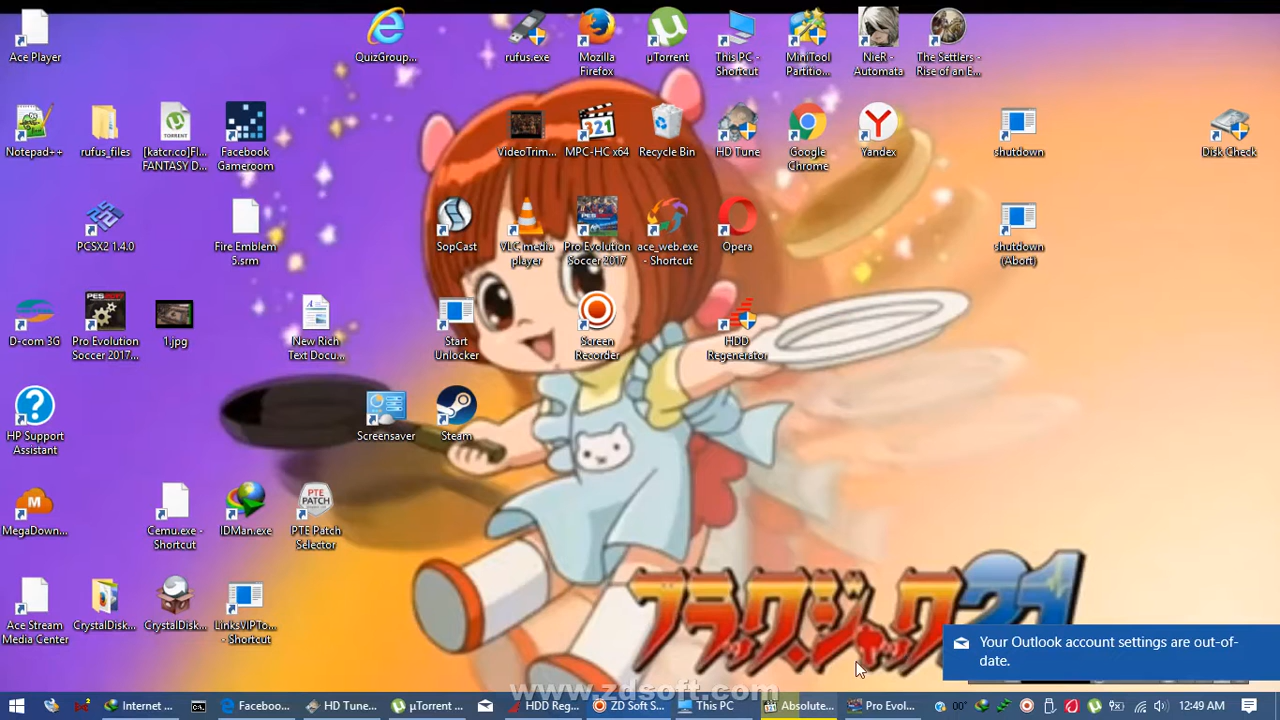 Ace Player
QuizGroup...
rufus.exe
Mozilla
Firefox
µTorrent
This PC -
Shortcut
MiniTool
Partitio...
NieR -
Automata
The Settlers -
Rise of an E...
Notepad++
rufus_files
TORRENT
[katcr.co]Fl...
FANTASY D...
Facebook
Gameroom
VideoTrim...
321
MPC-HC x64
Recycle Bin
HD Tune
Google
Chrome
Yandex
shutdown
Disk Check
PCSX2 1.4.0
Fire Emblem
5.srm
SopCast
VLC media
player
Pro Evolution
Soccer 2017
ace_web.exe
- Shortcut
Opera
shutdown
(Abort)
D-com 3G
PES2017
Pro Evolution
Soccer 2017...
1.jpg
New Rich
Text Docu...
Start
Unlocker
Screen
Recorder
HDD
Regenerator
HP Support
Assistant
Screensaver
Steam
MegaDown...
Cemu.exe -
Shortcut
IDMan.exe
PTE
PATCH
PTE Patch
Selector
Ace Stream
Media Center
CrystalDisk...
CrystalDisk...
LinksVIPTo...
- Shortcut
ブラックジャック21
Your Outlook account settings are out-of-
date.
www.zdsoft.com
Internet ...
Faceboo...
HD Tune...
µTorrent ...
HDD Reg...
ZD Soft S...
This PC
Absolute...
Pro Evol...
00°
12:49 AM